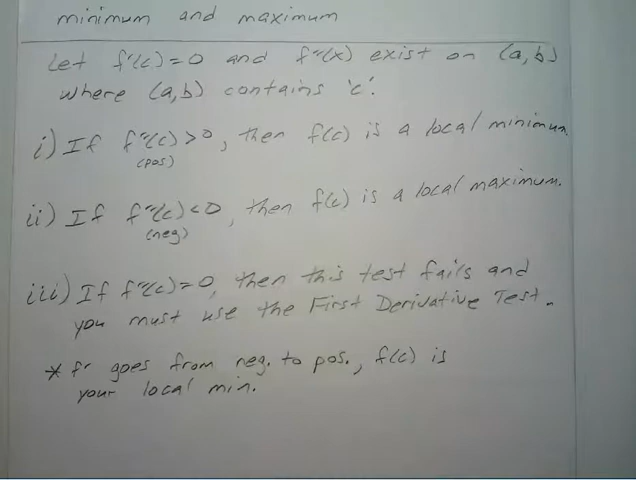 minimum and maximum
Let f'(c)=0 and f"(x) exist on (a,b)
where (a,b) contains 'c'.
i) If f"(c)>0, then f(c) is a local minimum.
(pos)
ii) If f"(c)<0, then f(c) is a local maximum.
(neg)
iii) If f"(c)=0, then this test fails and
you must use the First Derivative Test.
* f' goes from neg. to pos., f(c) is
your local min.